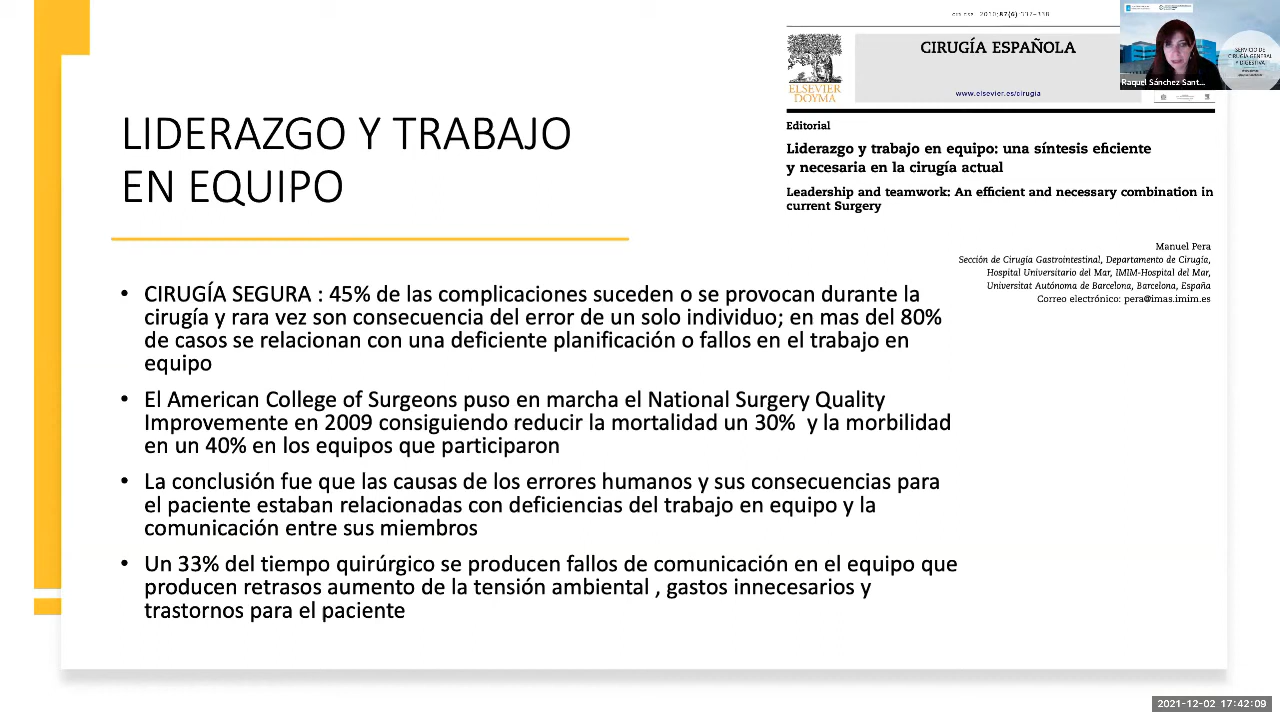 LIDERAZGO Y TRABAJO
EN EQUIPO
• CIRUGÍA SEGURA : 45% de las complicaciones suceden o se provocan durante la
cirugía y rara vez son consecuencia del error de un solo individuo; en mas del 80%
de casos se relacionan con una deficiente planificación o fallos en el trabajo en
equipo
• El American College of Surgeons puso en marcha el National Surgery Quality
Improvemente en 2009 consiguiendo reducir la mortalidad un 30% y la morbilidad
en un 40% en los equipos que participaron
• La conclusión fue que las causas de los errores humanos y sus consecuencias para
el paciente estaban relacionadas con deficiencias del trabajo en equipo y la
comunicación entre sus miembros
• Un 33% del tiempo quirúrgico se producen fallos de comunicación en el equipo que
producen retrasos aumento de la tensión ambiental , gastos innecesarios y
trastornos para el paciente
CIRUGÍA ESPAÑOLA
ELSEVIER
DOYMA
www.elsevier.es/cirugia
Editorial
Liderazgo y trabajo en equipo: una síntesis eficiente
y necesaria en la cirugía actual
Leadership and teamwork: An efficient and necessary combination in
current Surgery
Manuel Pera
Sección de Cirugía Gastrointestinal, Departamento de Cirugía,
Hospital Universitario del Mar, IMIM-Hospital del Mar,
Universitat Autónoma de Barcelona, Barcelona, España
Correo electrónico: pera@imas.imim.es
SERVICIO DE
CIRUGÍA GENERAL
Y DIGESTIVA
Raquel Sánchez Sant...
2021-12-02 17:42:09